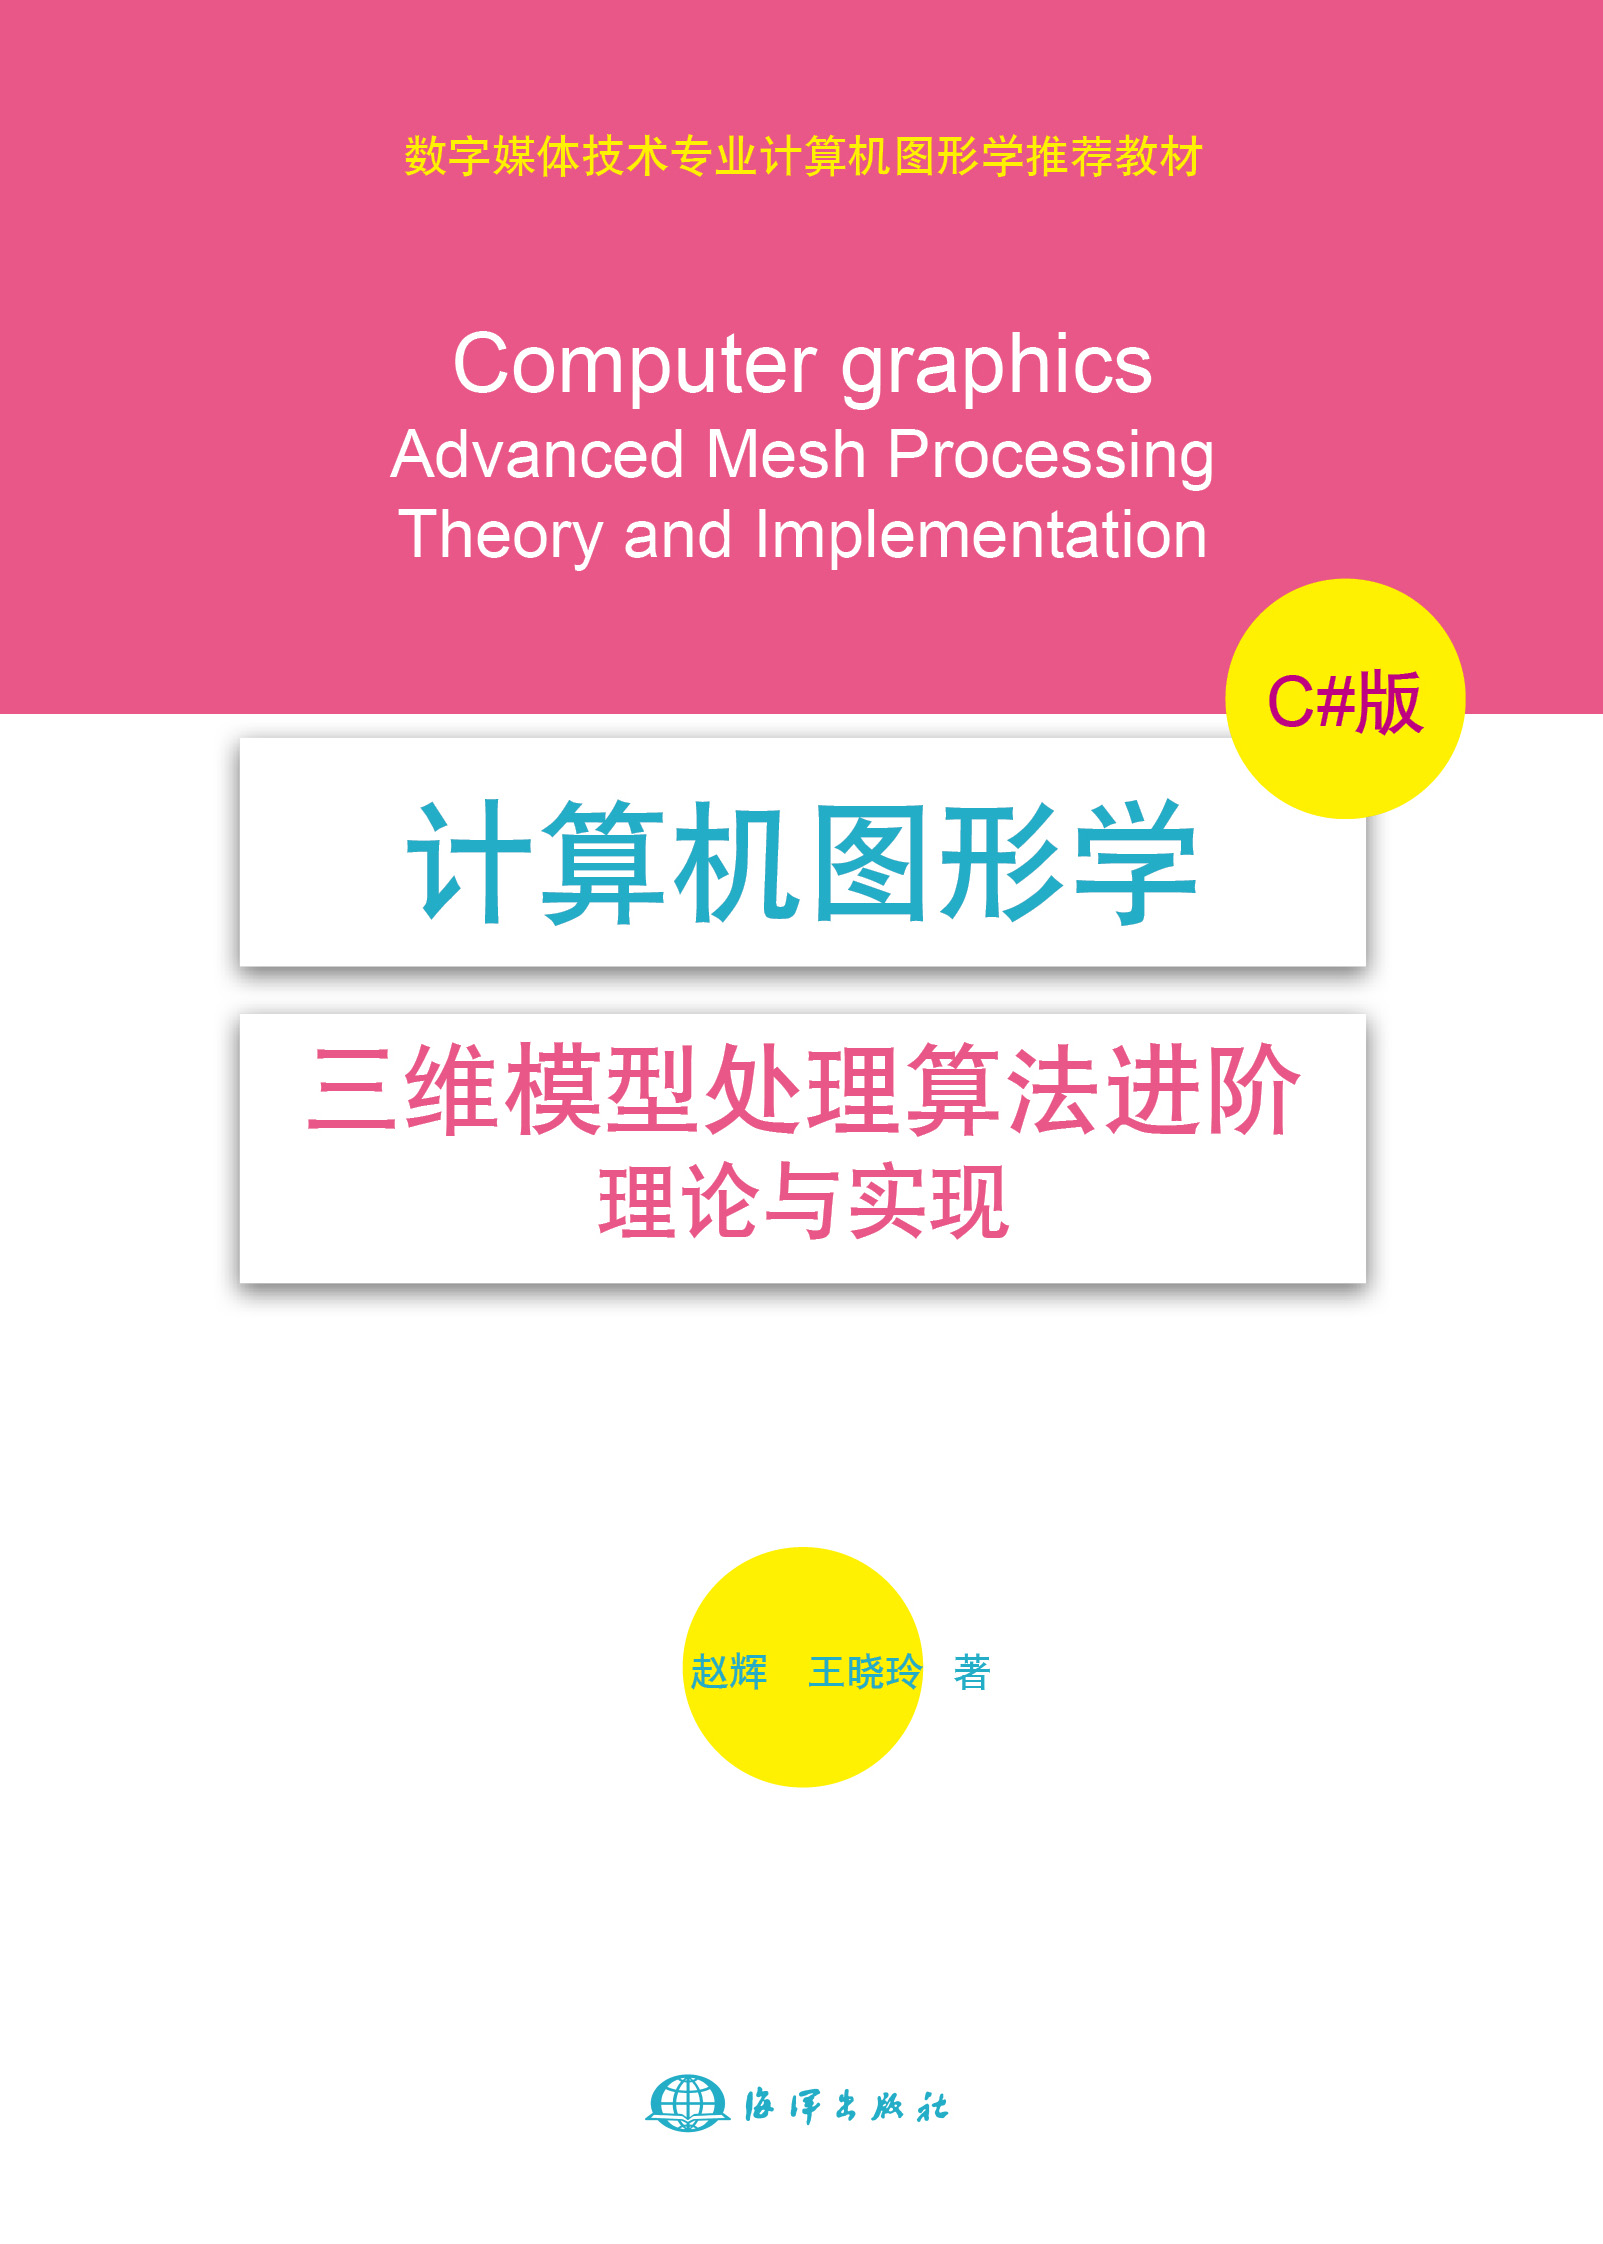 数字媒体技术专业计算机图形学推荐教材
Computer graphics
Advanced Mesh Processing
Theory and Implementation
C#版
计算机图形学
三维模型处理算法进阶
理论与实现
赵辉 王晓玲 著
海洋出版社